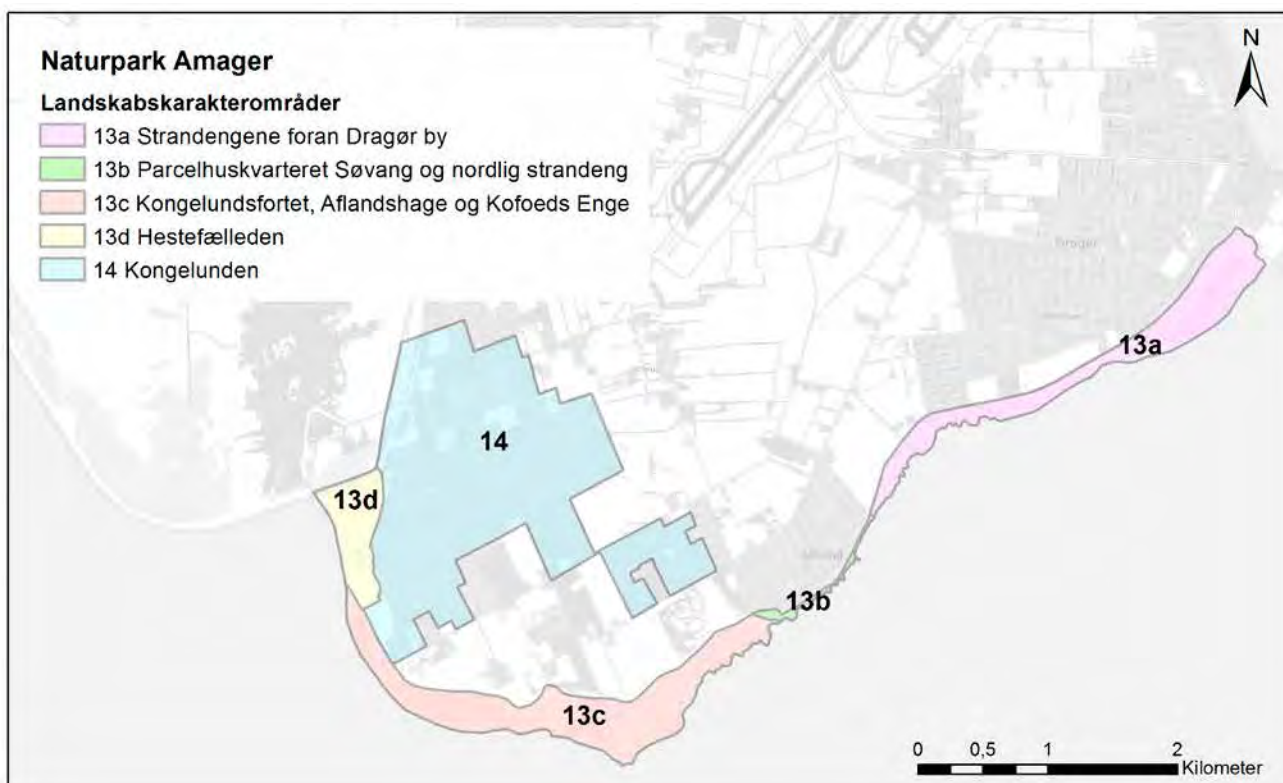 Naturpark Amager
Landskabskarakterområder
13a Strandengene foran Dragør by
13b Parcelhuskvarteret Søvang og nordlig strandeng
13c Kongelundsfortet, Aflandshage og Kofoeds Enge
13d Hestefælleden
14 Kongelunden
N
13a
14
13d
13b
13c
0 0,5 1 2
Kilometer